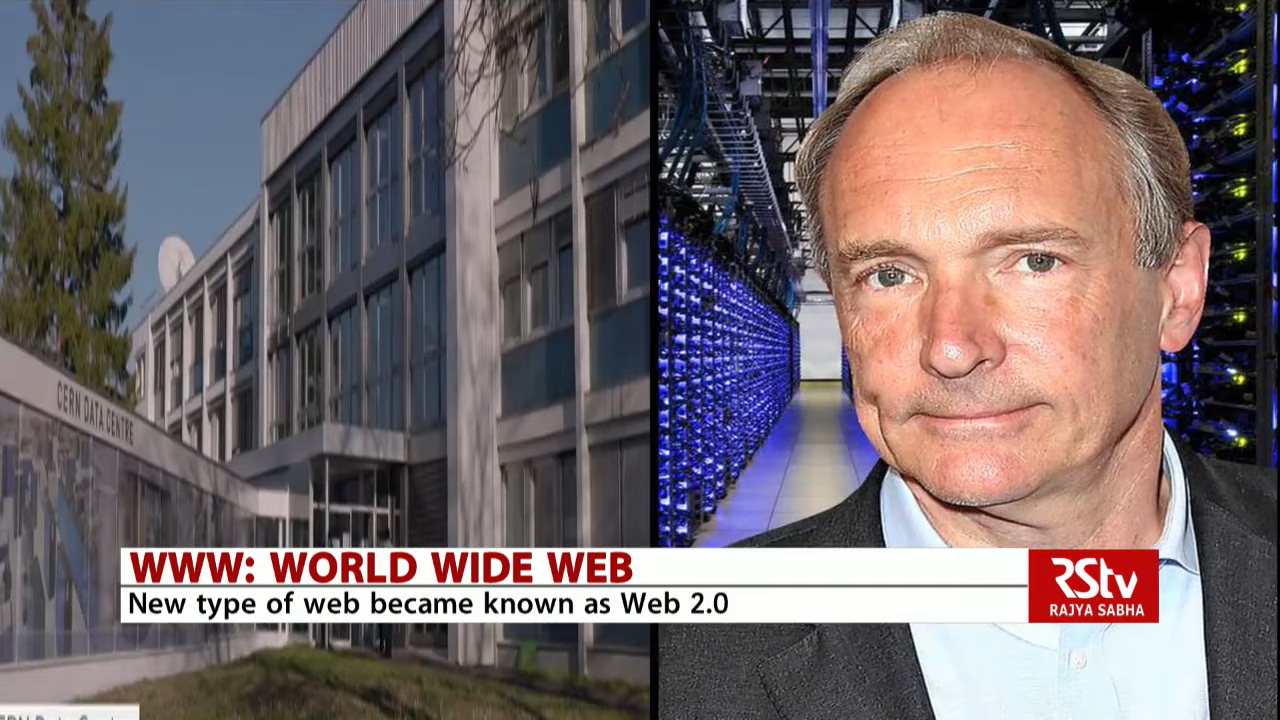 CERN DATA CENTRE
WWW: WORLD WIDE WEB
New type of web became known as Web 2.0
RSTV
RAJYA SABHA